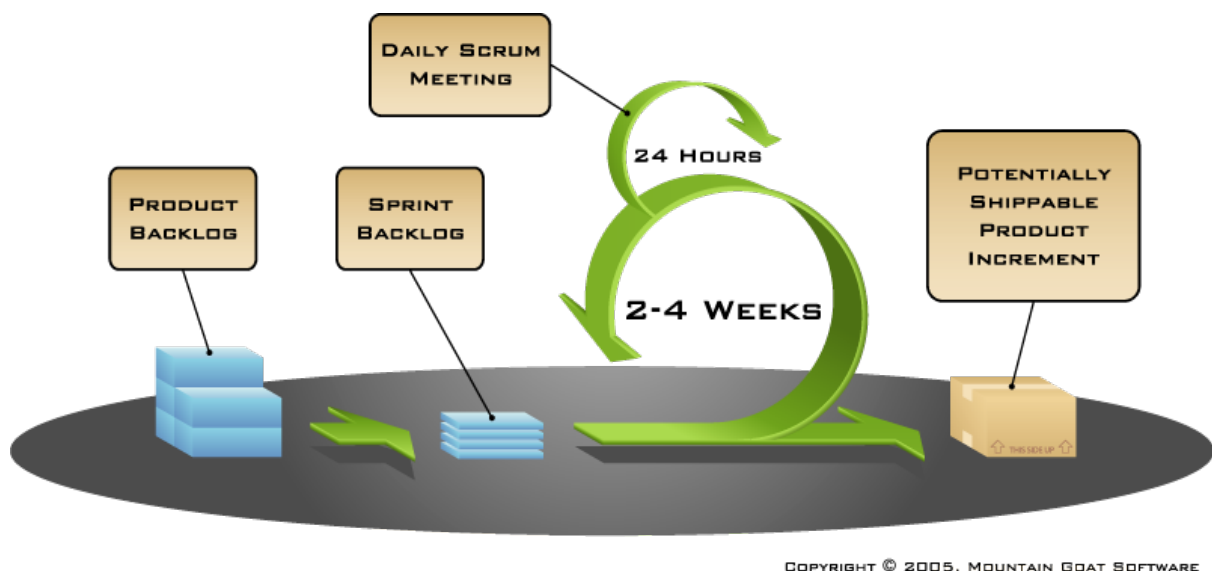 Daily Scrum
Meeting
24 Hours
Product
Backlog
Sprint
Backlog
2-4 Weeks
Potentially
Shippable
Product
Increment
THIS SIDE UP
Copyright © 2005, Mountain Goat Software